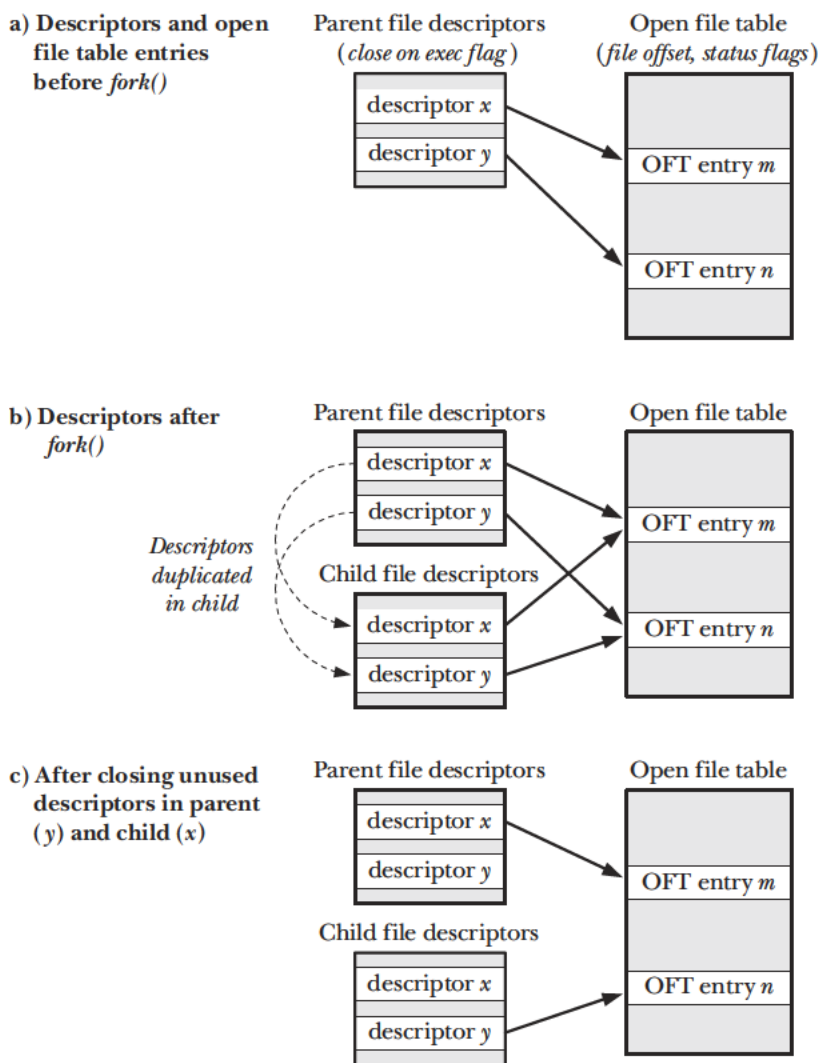 a) Descriptors and open
file table entries
before fork()
Parent file descriptors
(close on exec flag)
descriptor x
descriptor y
Open file table
(file offset, status flags)
OFT entry m
OFT entry n
b) Descriptors after
fork()
Descriptors
duplicated
in child
Parent file descriptors
descriptor x
descriptor y
Child file descriptors
descriptor x
descriptor y
Open file table
OFT entry m
OFT entry n
c) After closing unused
descriptors in parent
(y) and child (x)
Parent file descriptors
descriptor x
descriptor y
Child file descriptors
descriptor x
descriptor y
Open file table
OFT entry m
OFT entry n